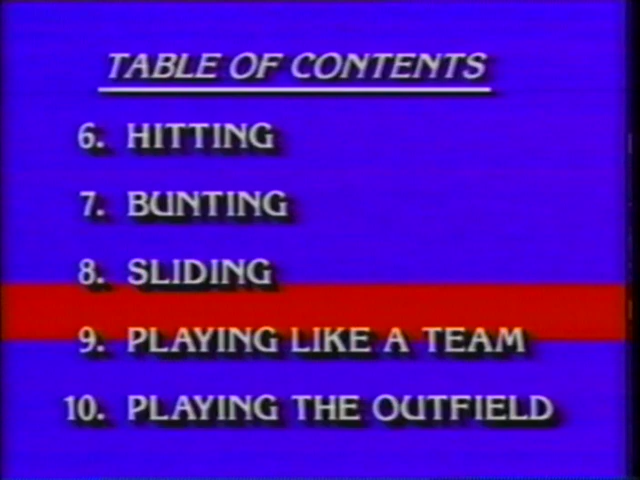 TABLE OF CONTENTS
6. HITTING
7. BUNTING
8. SLIDING
9. PLAYING LIKE A TEAM
10. PLAYING THE OUTFIELD